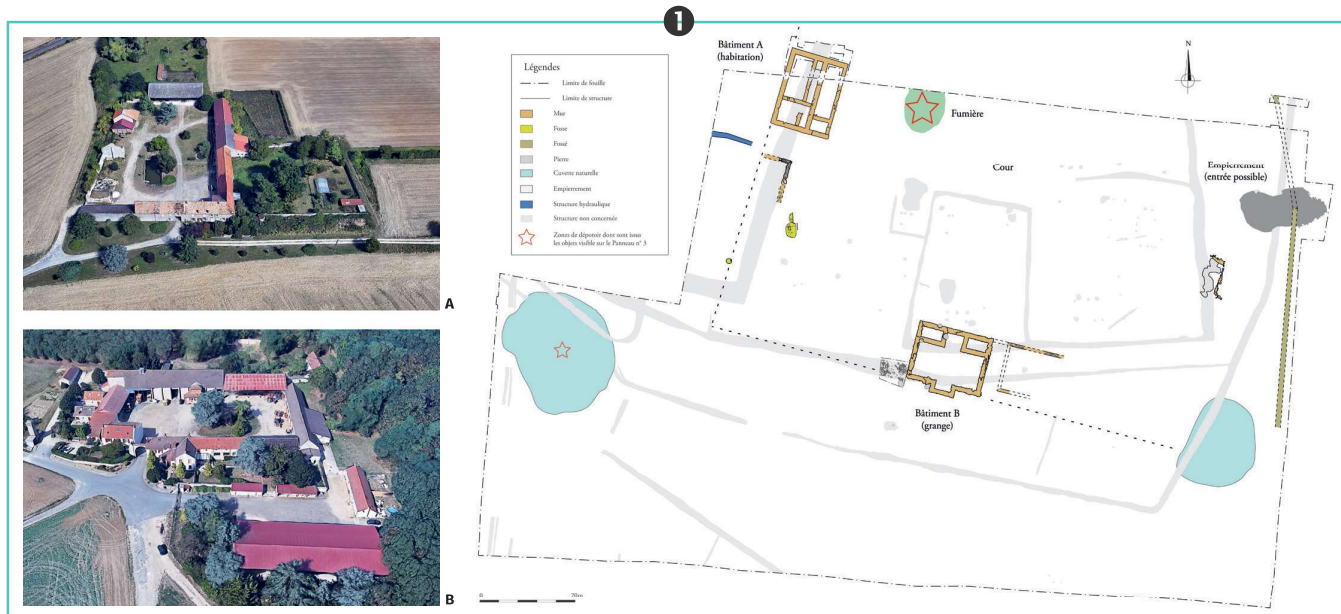 1
A
B
Légendes
Limite de fouille
Limite de structure
Mur
Fosse
Fossé
Pierre
Cuvette naturelle
Empierrement
Structure hydraulique
Structure non concernée
Zones de dépotoir dont sont issus
les objets visible sur le Panneau n° 3
Bâtiment A
(habitation)
Fumière
N
Cour
Empierrement
(entrée possible)
Bâtiment B
(grange)
0